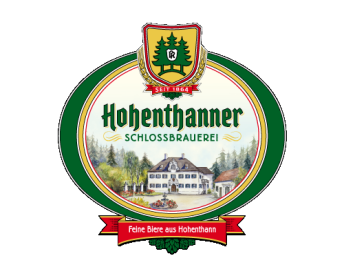 SEIT 1864
Hohenthanner
SCHLOSSBRAUEREI
Feine Biere aus Hohenthann